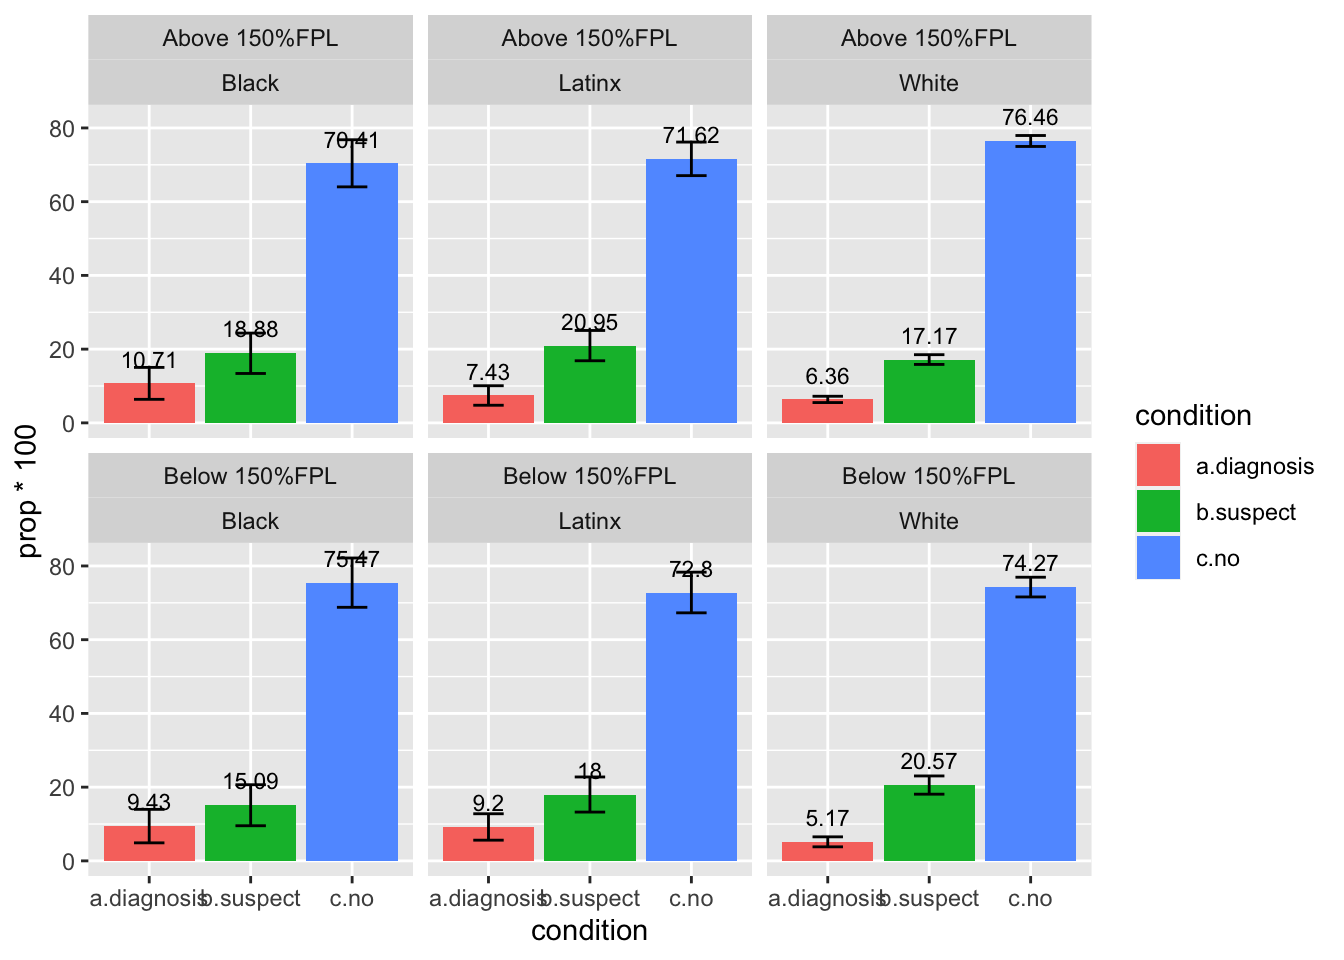 Above 150%FPL
Above 150%FPL
Above 150%FPL
Black
Latinx
White
80
60
40
20
0
10.71
18.88
70.41
7.43
20.95
71.62
6.36
17.17
76.46
Below 150%FPL
Below 150%FPL
Below 150%FPL
Black
Latinx
White
80
60
40
20
0
9.43
15.09
75.47
9.2
18
72.8
5.17
20.57
74.27
a.diagnosis
b.suspect
c.no
a.diagnosis
b.suspect
c.no
a.diagnosis
b.suspect
c.no
condition
prop * 100
condition
a.diagnosis
b.suspect
c.no